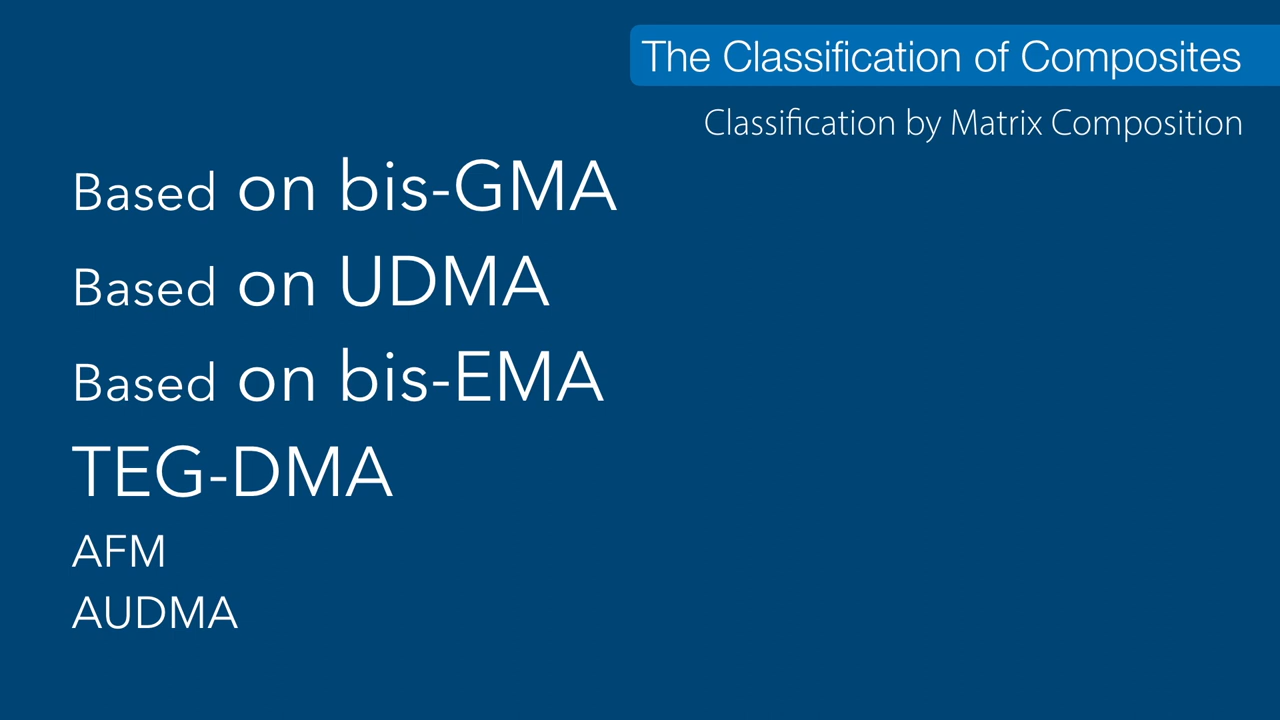 The Classification of Composites
Classification by Matrix Composition
Based on bis-GMA
Based on UDMA
Based on bis-EMA
TEG-DMA
AFM
AUDMA